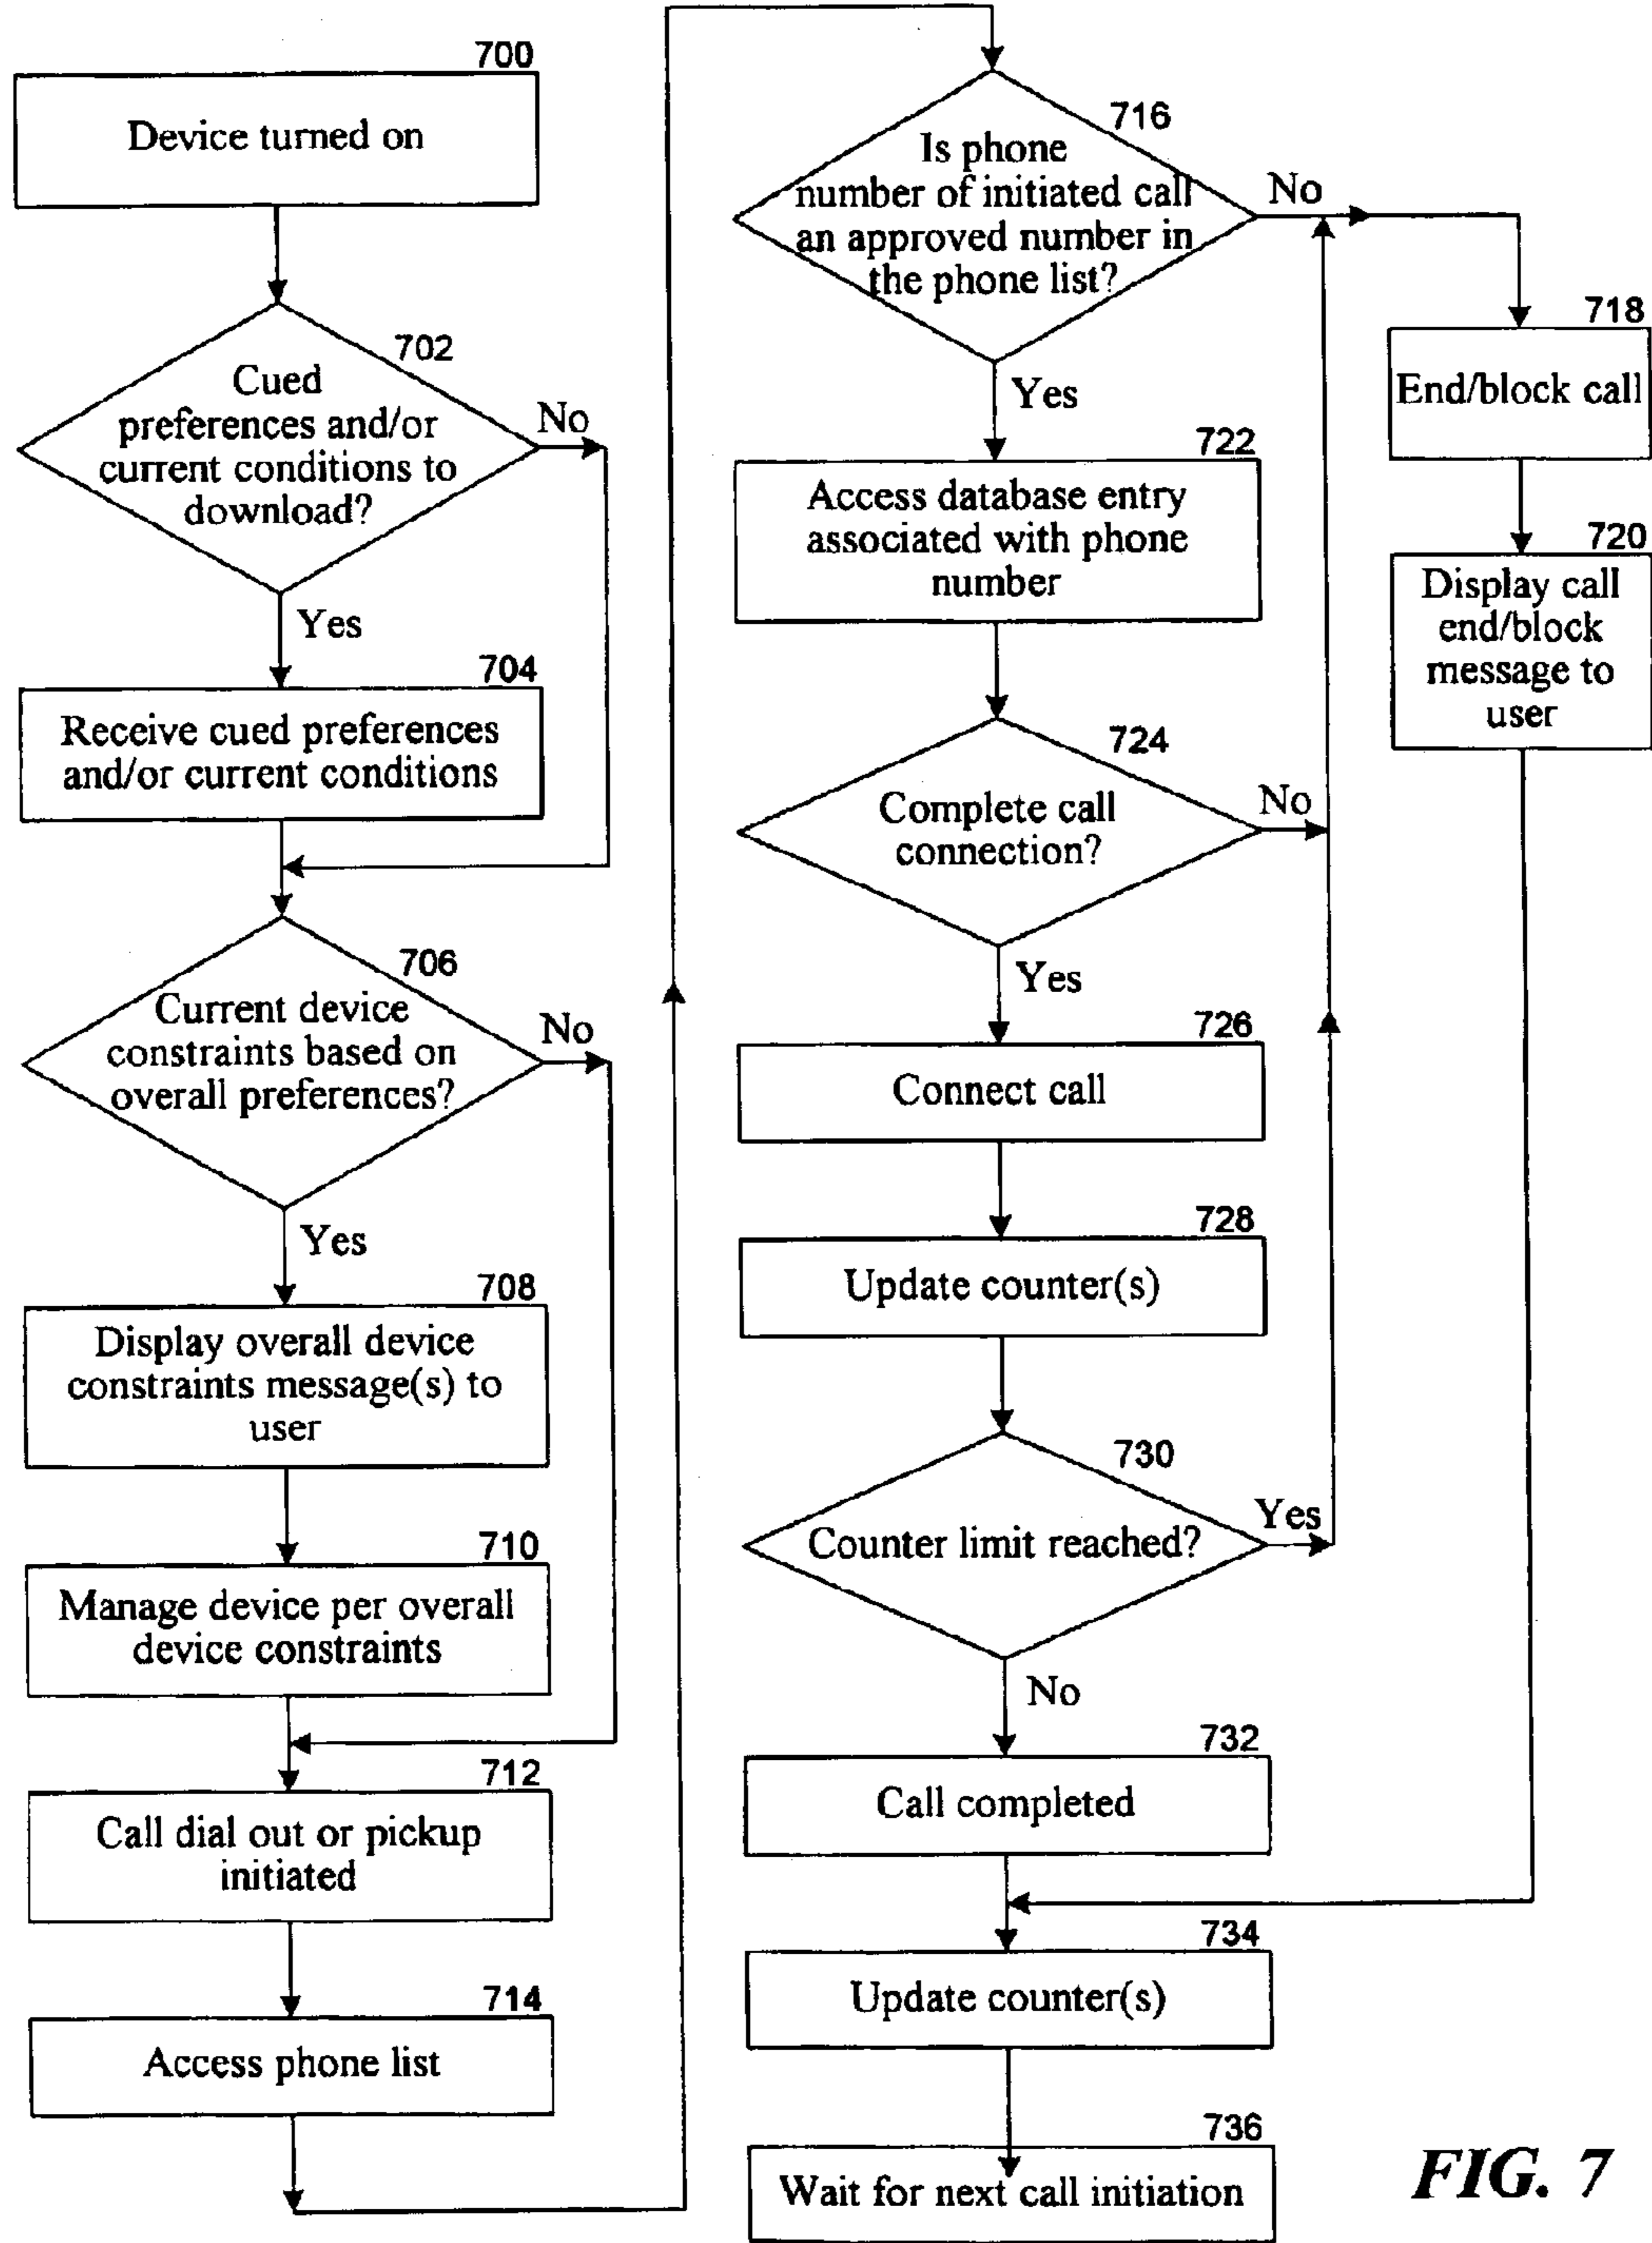 700
Device turned on
702
Cued
preferences and/or
current conditions to
download?
No
Yes
704
Receive cued preferences
and/or current conditions
706
Current device
constraints based on
overall preferences?
No
Yes
708
Display overall device
constraints message(s) to
user
710
Manage device per overall
device constraints
712
Call dial out or pickup
initiated
714
Access phone list
716
Is phone
number of initiated call
an approved number in
the phone list?
No
Yes
718
End/block call
720
Display call
end/block
message to
user
722
Access database entry
associated with phone
number
724
Complete call
connection?
No
Yes
726
Connect call
728
Update counter(s)
730
Counter limit reached?
Yes
No
732
Call completed
734
Update counter(s)
736
Wait for next call initiation
FIG. 7